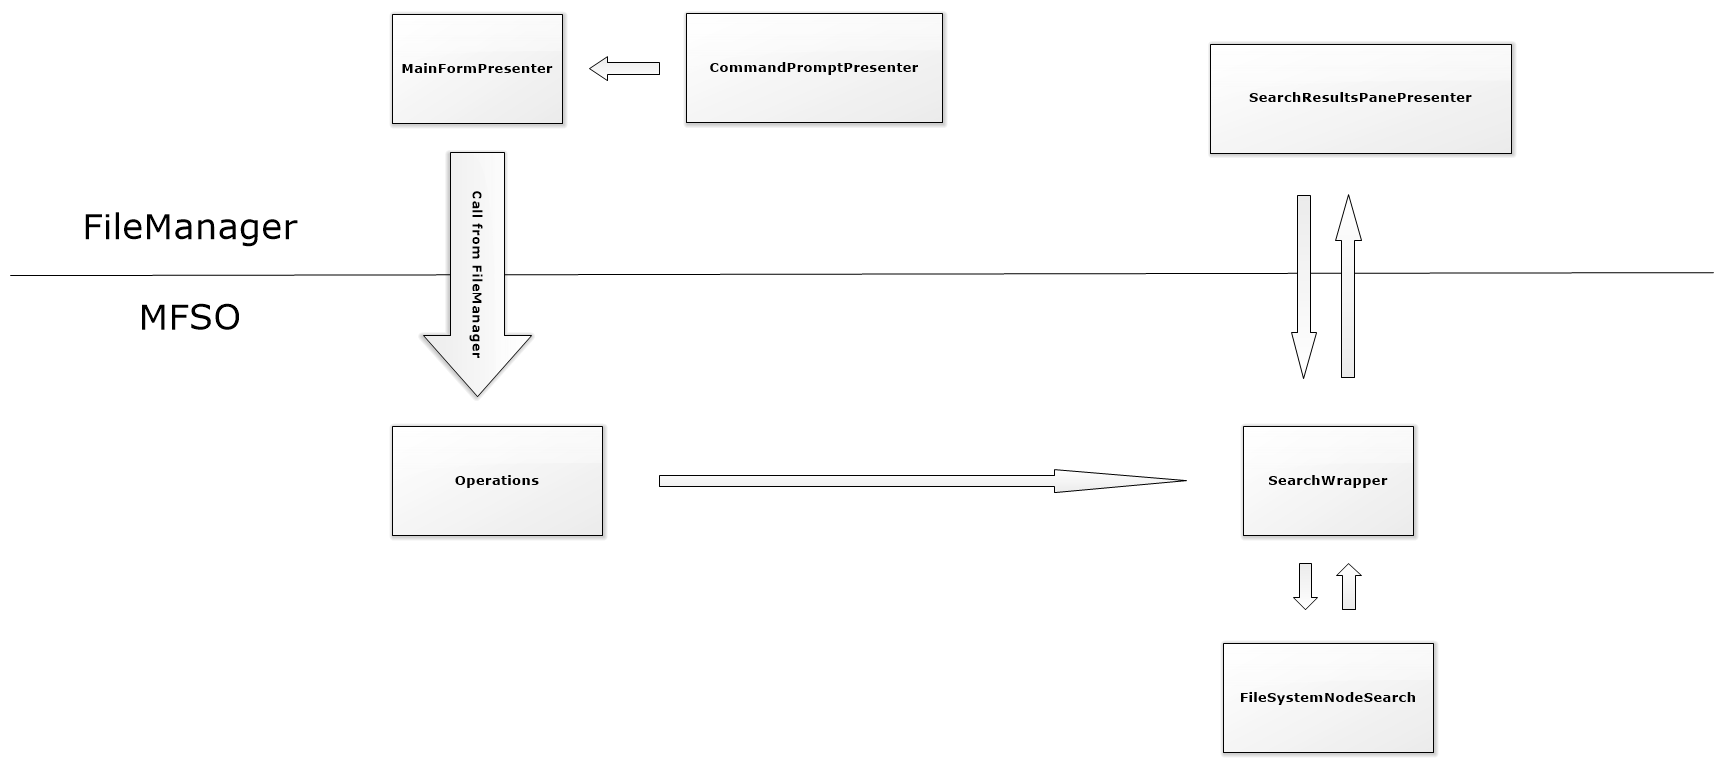 MainFormPresenter
CommandPromptPresenter
SearchResultsPanePresenter
Call from FileManager
FileManager
MFSO
Operations
SearchWrapper
FileSystemNodeSearch